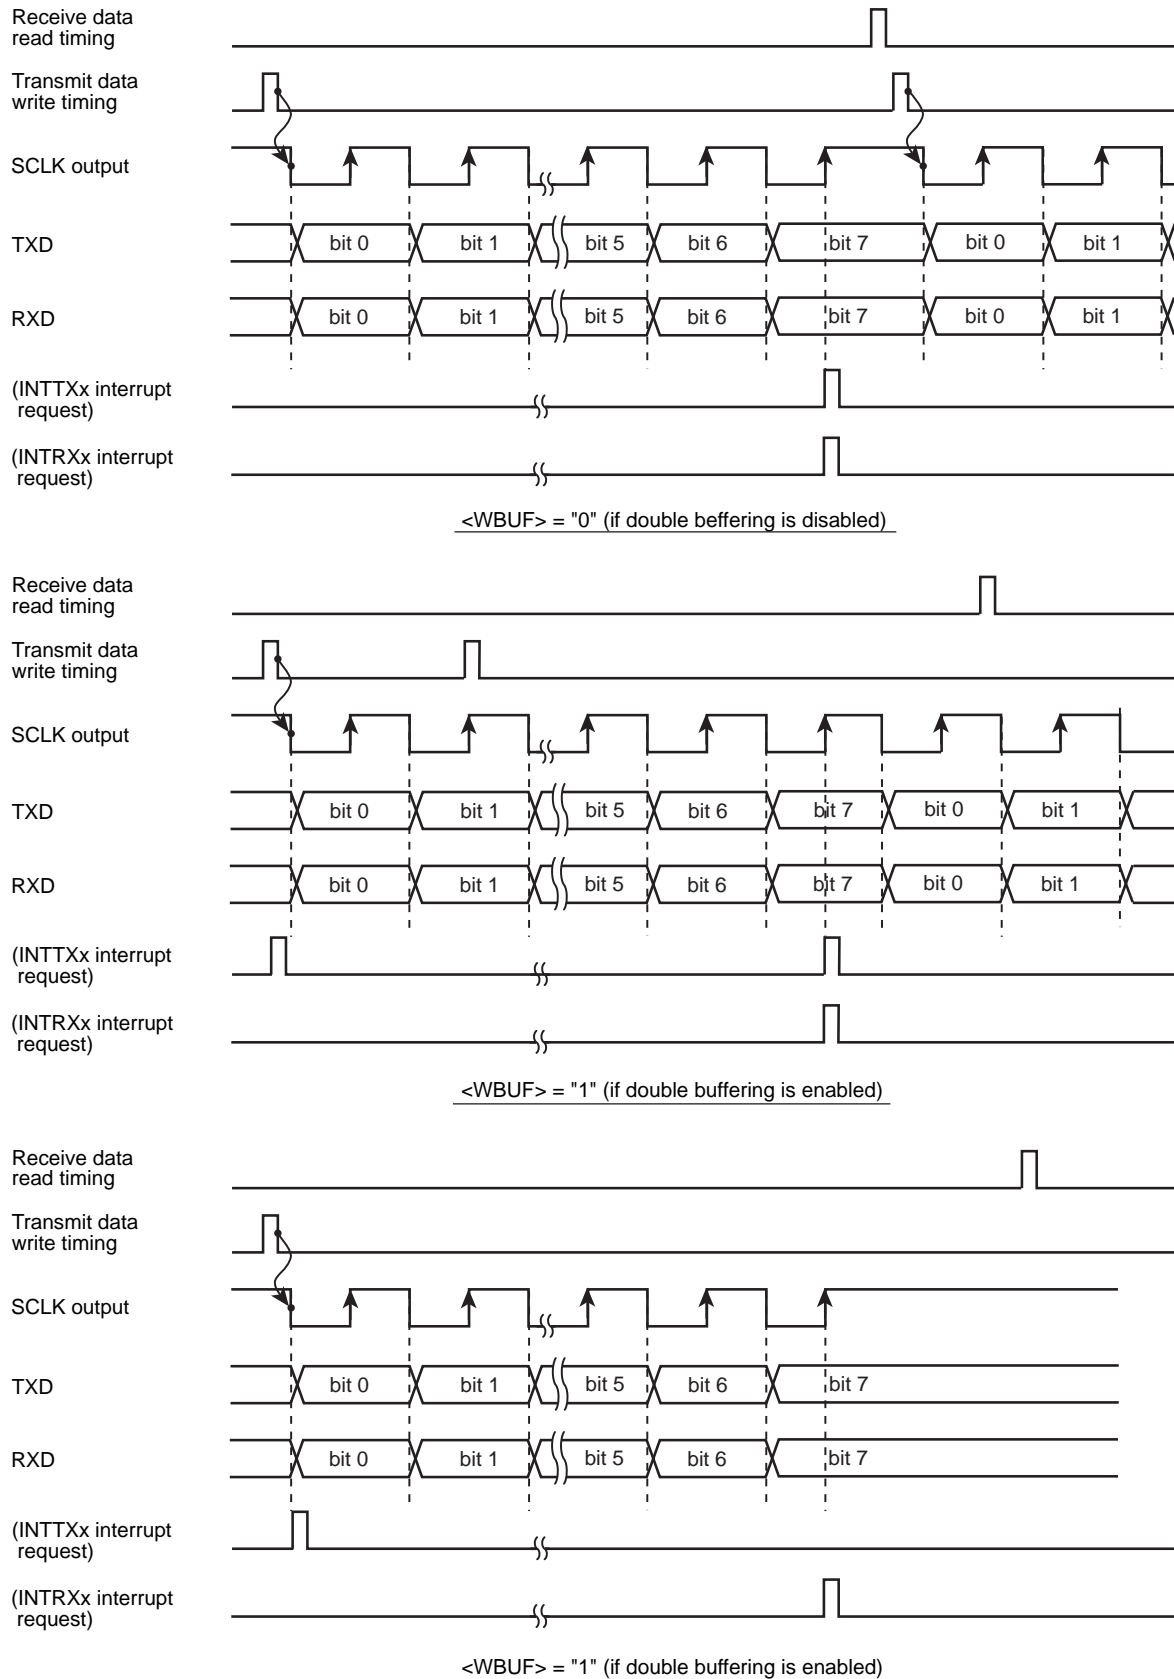 Receive data
read timing
Transmit data
write timing
SCLK output
TXD
bit 0
bit 1
bit 5
bit 6
bit 7
bit 0
bit 1
RXD
bit 0
bit 1
bit 5
bit 6
bit 7
bit 0
bit 1
(INTTXx interrupt
request)
(INTRXx interrupt
request)
<WBUF> = "0" (if double beffering is disabled)
Receive data
read timing
Transmit data
write timing
SCLK output
TXD
bit 0
bit 1
bit 5
bit 6
bit 7
bit 0
bit 1
RXD
bit 0
bit 1
bit 5
bit 6
bit 7
bit 0
bit 1
(INTTXx interrupt
request)
(INTRXx interrupt
request)
<WBUF> = "1" (if double buffering is enabled)
Receive data
read timing
Transmit data
write timing
SCLK output
TXD
bit 0
bit 1
bit 5
bit 6
bit 7
RXD
bit 0
bit 1
bit 5
bit 6
bit 7
(INTTXx interrupt
request)
(INTRXx interrupt
request)
<WBUF> = "1" (if double buffering is enabled)